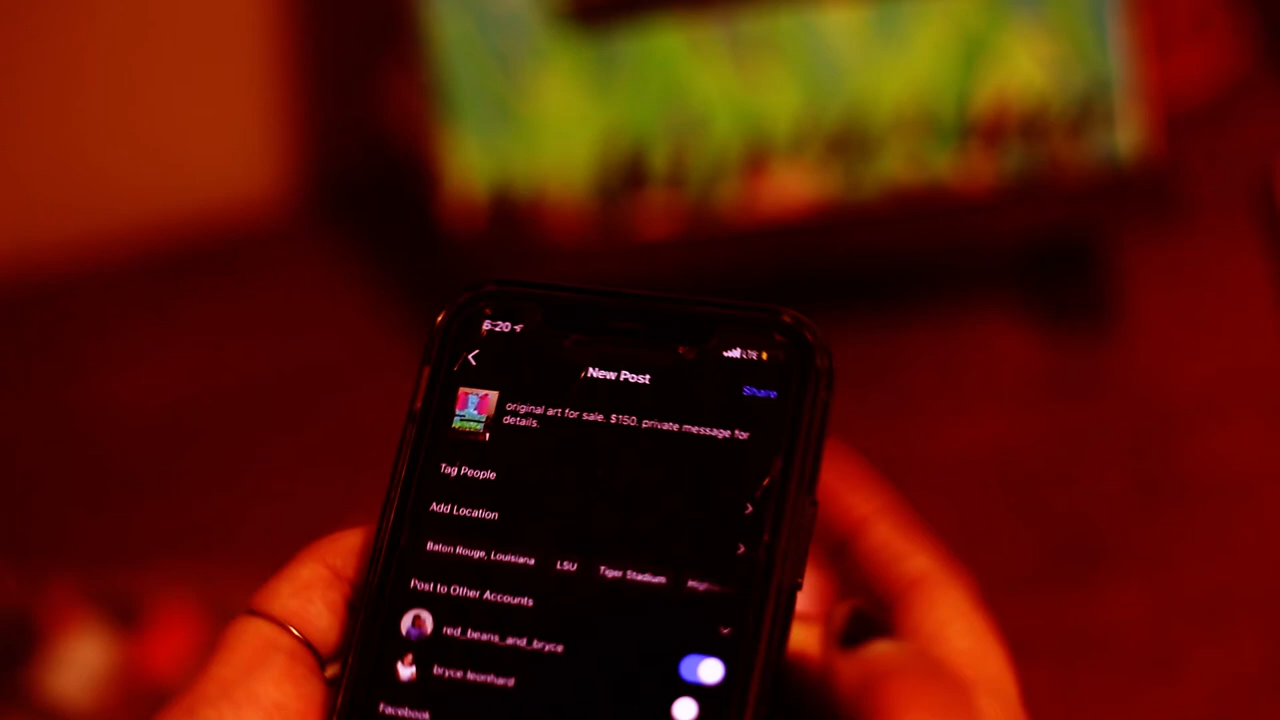 6:20
LTE
New Post
Share
original art for sale. $150. private message for
details.
Tag People
Add Location
Baton Rouge, Louisiana LSU Tiger Stadium
Post to Other Accounts
red_beans_and_bryce
bryce leonhard
Facebook